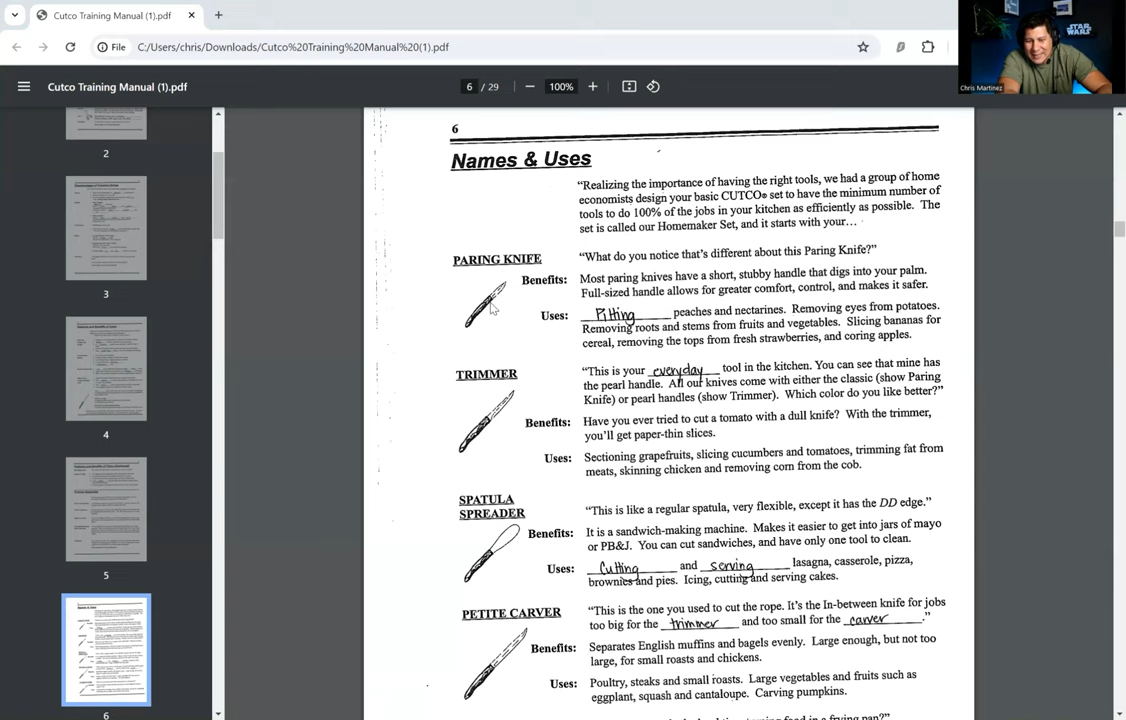 Cutco Training Manual (1).pdf
File
C:/Users/chris/Downloads/Cutco%20Training%20Manual%20(1).pdf
STAR
WARS
Chris Martinez
Cutco Training Manual (1).pdf
6 / 29
100%
2
3
4
5
6
6
Names & Uses
"Realizing the importance of having the right tools, we had a group of home
economists design your basic CUTCO® set to have the minimum number of
tools to do 100% of the jobs in your kitchen as efficiently as possible. The
set is called our Homemaker Set, and it starts with your…
PARING KNIFE
"What do you notice that's different about this Paring Knife?"
Benefits: Most paring knives have a short, stubby handle that digs into your palm.
Full-sized handle allows for greater comfort, control, and makes it safer.
Uses: Pitting peaches and nectarines. Removing eyes from potatoes.
Removing roots and stems from fruits and vegetables. Slicing bananas for
cereal, removing the tops from fresh strawberries, and coring apples.
TRIMMER
"This is your everyday tool in the kitchen. You can see that mine has
the pearl handle. All our knives come with either the classic (show Paring
Knife) or pearl handles (show Trimmer). Which color do you like better?"
Benefits: Have you ever tried to cut a tomato with a dull knife? With the trimmer,
you'll get paper-thin slices.
Uses: Sectioning grapefruits, slicing cucumbers and tomatoes, trimming fat from
meats, skinning chicken and removing corn from the cob.
SPATULA
SPREADER
"This is like a regular spatula, very flexible, except it has the DD edge."
Benefits: It is a sandwich-making machine. Makes it easier to get into jars of mayo
or PB&J. You can cut sandwiches, and have only one tool to clean.
Uses: Cutting and serving lasagna, casserole, pizza,
brownies and pies. Icing, cutting and serving cakes.
PETITE CARVER
"This is the one you used to cut the rope. It's the In-between knife for jobs
too big for the trimmer and too small for the carver."
Benefits: Separates English muffins and bagels evenly. Large enough, but not too
large, for small roasts and chickens.
Uses: Poultry, steaks and small roasts. Large vegetables and fruits such as
eggplant, squash and cantaloupe. Carving pumpkins.